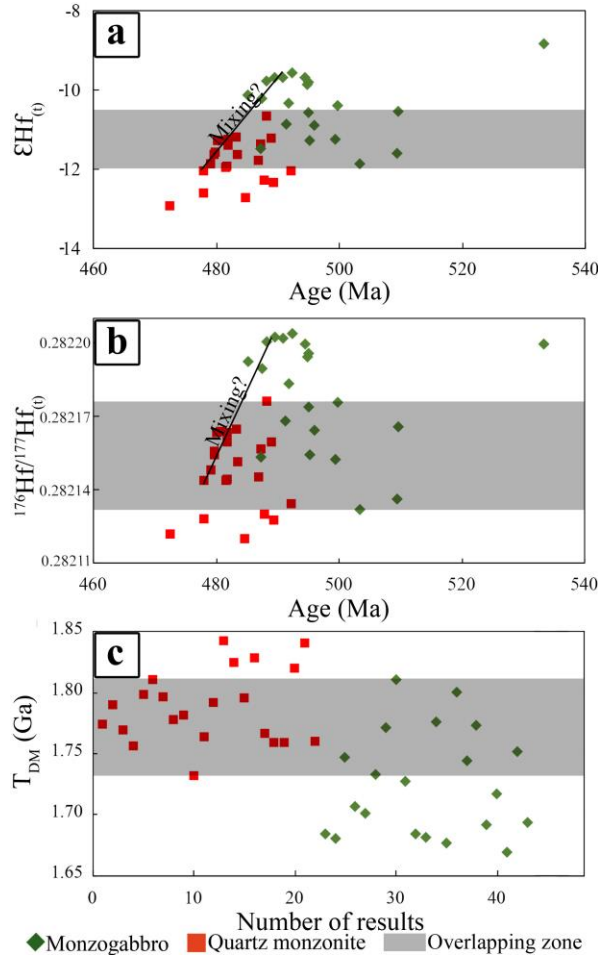 -8
a
-10
Mixing?
ƐHf(t)
-12
-14
460 480 500 520 540
Age (Ma)
b
0.28220
0.28217
Mixing?
176Hf/177Hf(t)
0.28214
0.28211
460 480 500 520 540
Age (Ma)
1.85
c
1.80
TDM (Ga)
1.75
1.70
1.65
0 10 20 30 40
Number of results
Monzogabbro Quartz monzonite Overlapping zone